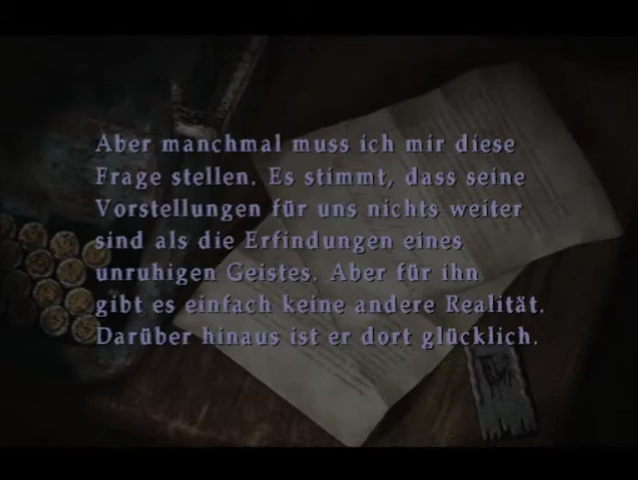 Aber manchmal muss ich mir diese
Frage stellen. Es stimmt, dass seine
Vorstellungen für uns nichts weiter
sind als die Erfindungen eines
unruhigen Geistes. Aber für ihn
gibt es einfach keine andere Realität.
Darüber hinaus ist er dort glücklich.